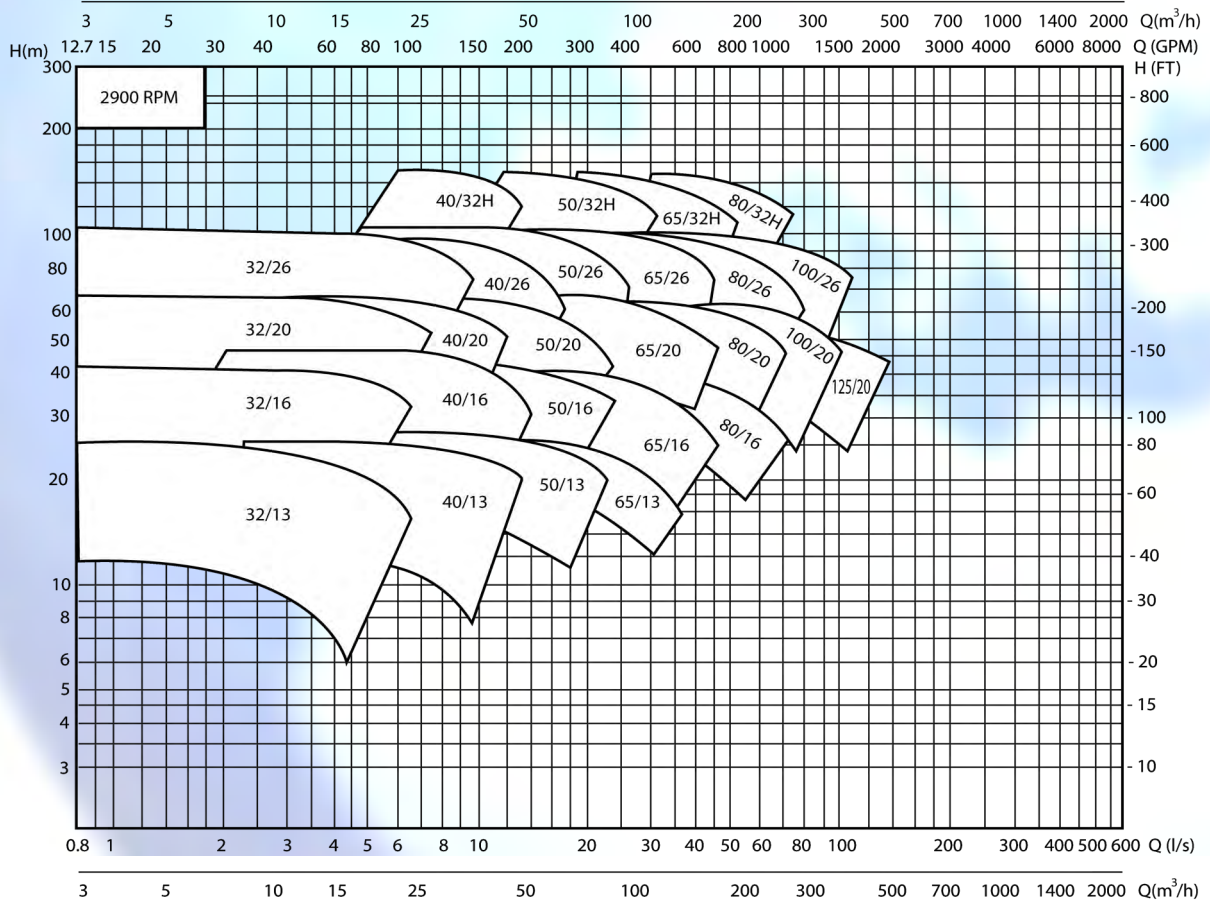 3 5 10 15 25 50 100 200 300 500 700 1000 1400 2000 Q(m³/h)
H(m) 12.7 15 20 30 40 60 80 100 150 200 300 400 600 800 1000 1500 2000 3000 4000 6000 8000 Q (GPM)
300 H (FT)
2900 RPM - 800
200
- 600
40/32H 50/32H 65/32H 80/32H - 400
100 - 300
80 32/26 40/26 50/26 65/26 80/26 100/26
60 -200
50 32/20 40/20 50/20 65/20 80/20 100/20 -150
40 125/20
30 32/16 40/16 50/16 65/16 80/16 - 100
- 80
20 32/13 40/13 50/13 65/13 - 60
- 40
10
8 - 30
6 - 20
5 - 15
4
3 - 10
0.8 1 2 3 4 5 6 8 10 20 30 40 50 60 80 100 200 300 400 500 600 Q (l/s)
3 5 10 15 25 50 100 200 300 500 700 1000 1400 2000 Q(m³/h)